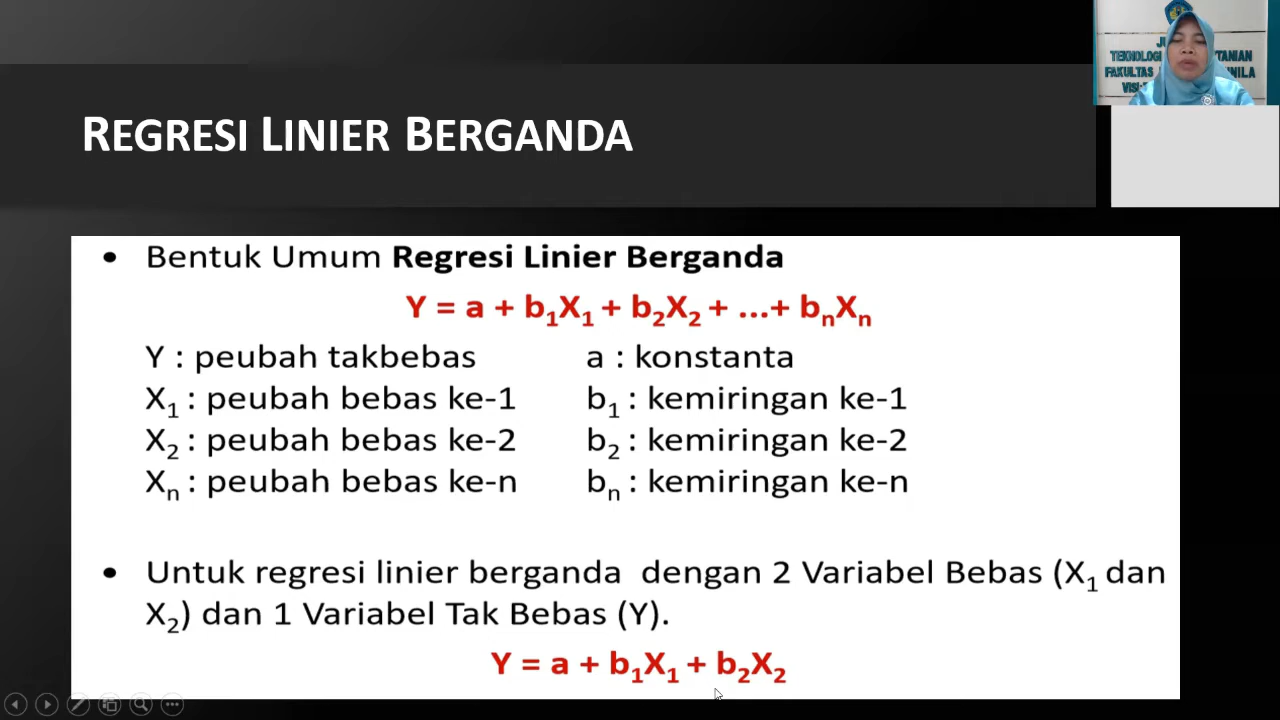 REGRESI LINIER BERGANDA
• Bentuk Umum Regresi Linier Berganda
Y = a + b₁X₁ + b₂X₂ + ...+ bₙXₙ
Y : peubah takbebas a : konstanta
X₁ : peubah bebas ke-1 b₁ : kemiringan ke-1
X₂ : peubah bebas ke-2 b₂ : kemiringan ke-2
Xₙ : peubah bebas ke-n bₙ : kemiringan ke-n
• Untuk regresi linier berganda dengan 2 Variabel Bebas (X₁ dan
X₂) dan 1 Variabel Tak Bebas (Y).
Y = a + b₁X₁ + b₂X₂
TEKNOLOGI
FAKULTAS